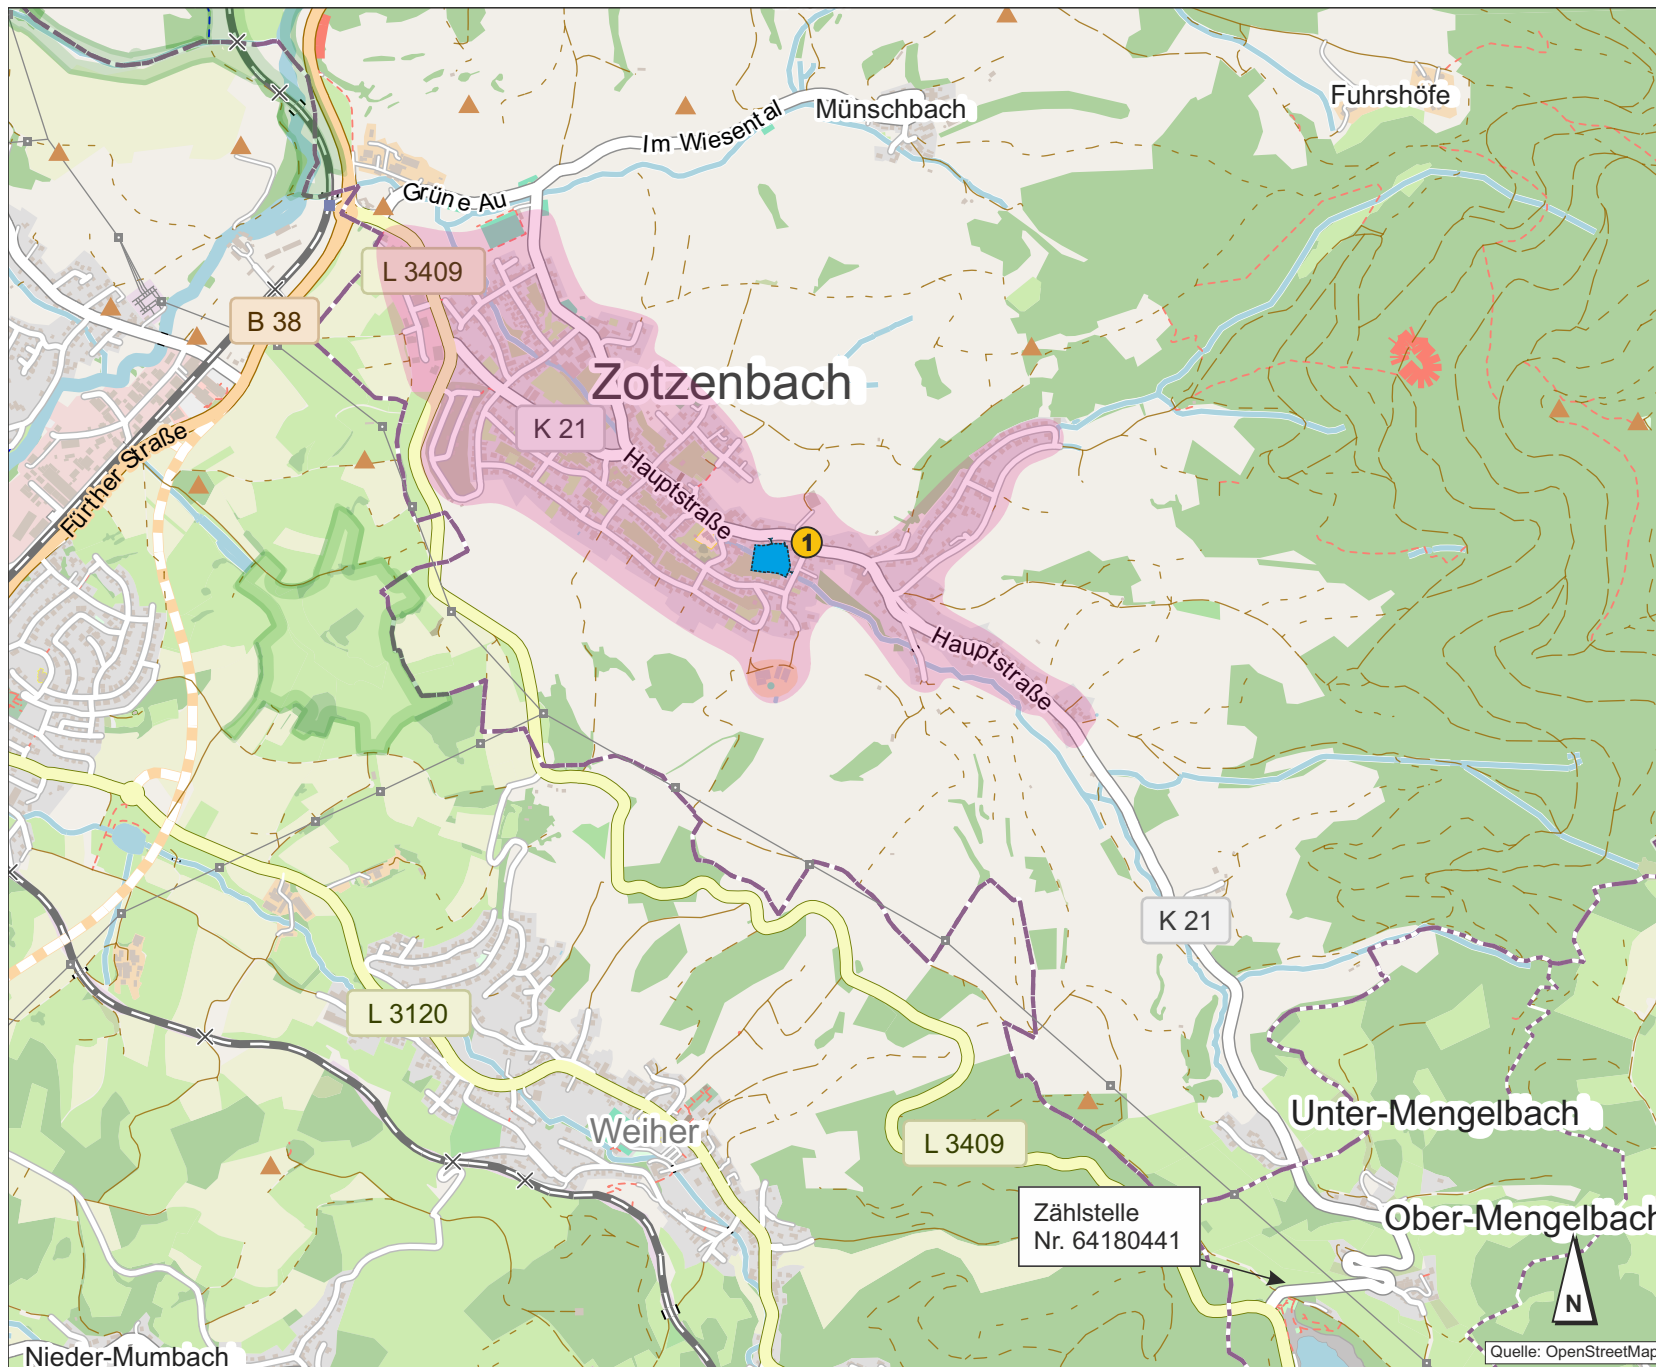 Fuhrshöfe
Münschbach
Im Wiesental
Grüne Au
L 3409
B 38
Zotzenbach
K 21
Hauptstraße
Fürther Straße
1
Hauptstraße
K 21
L 3120
Unter-Mengelbach
Weiher
L 3409
Zählstelle
Nr. 64180441
Ober-Mengelbach
N
Quelle: OpenStreetMap
Nieder-Mumbach